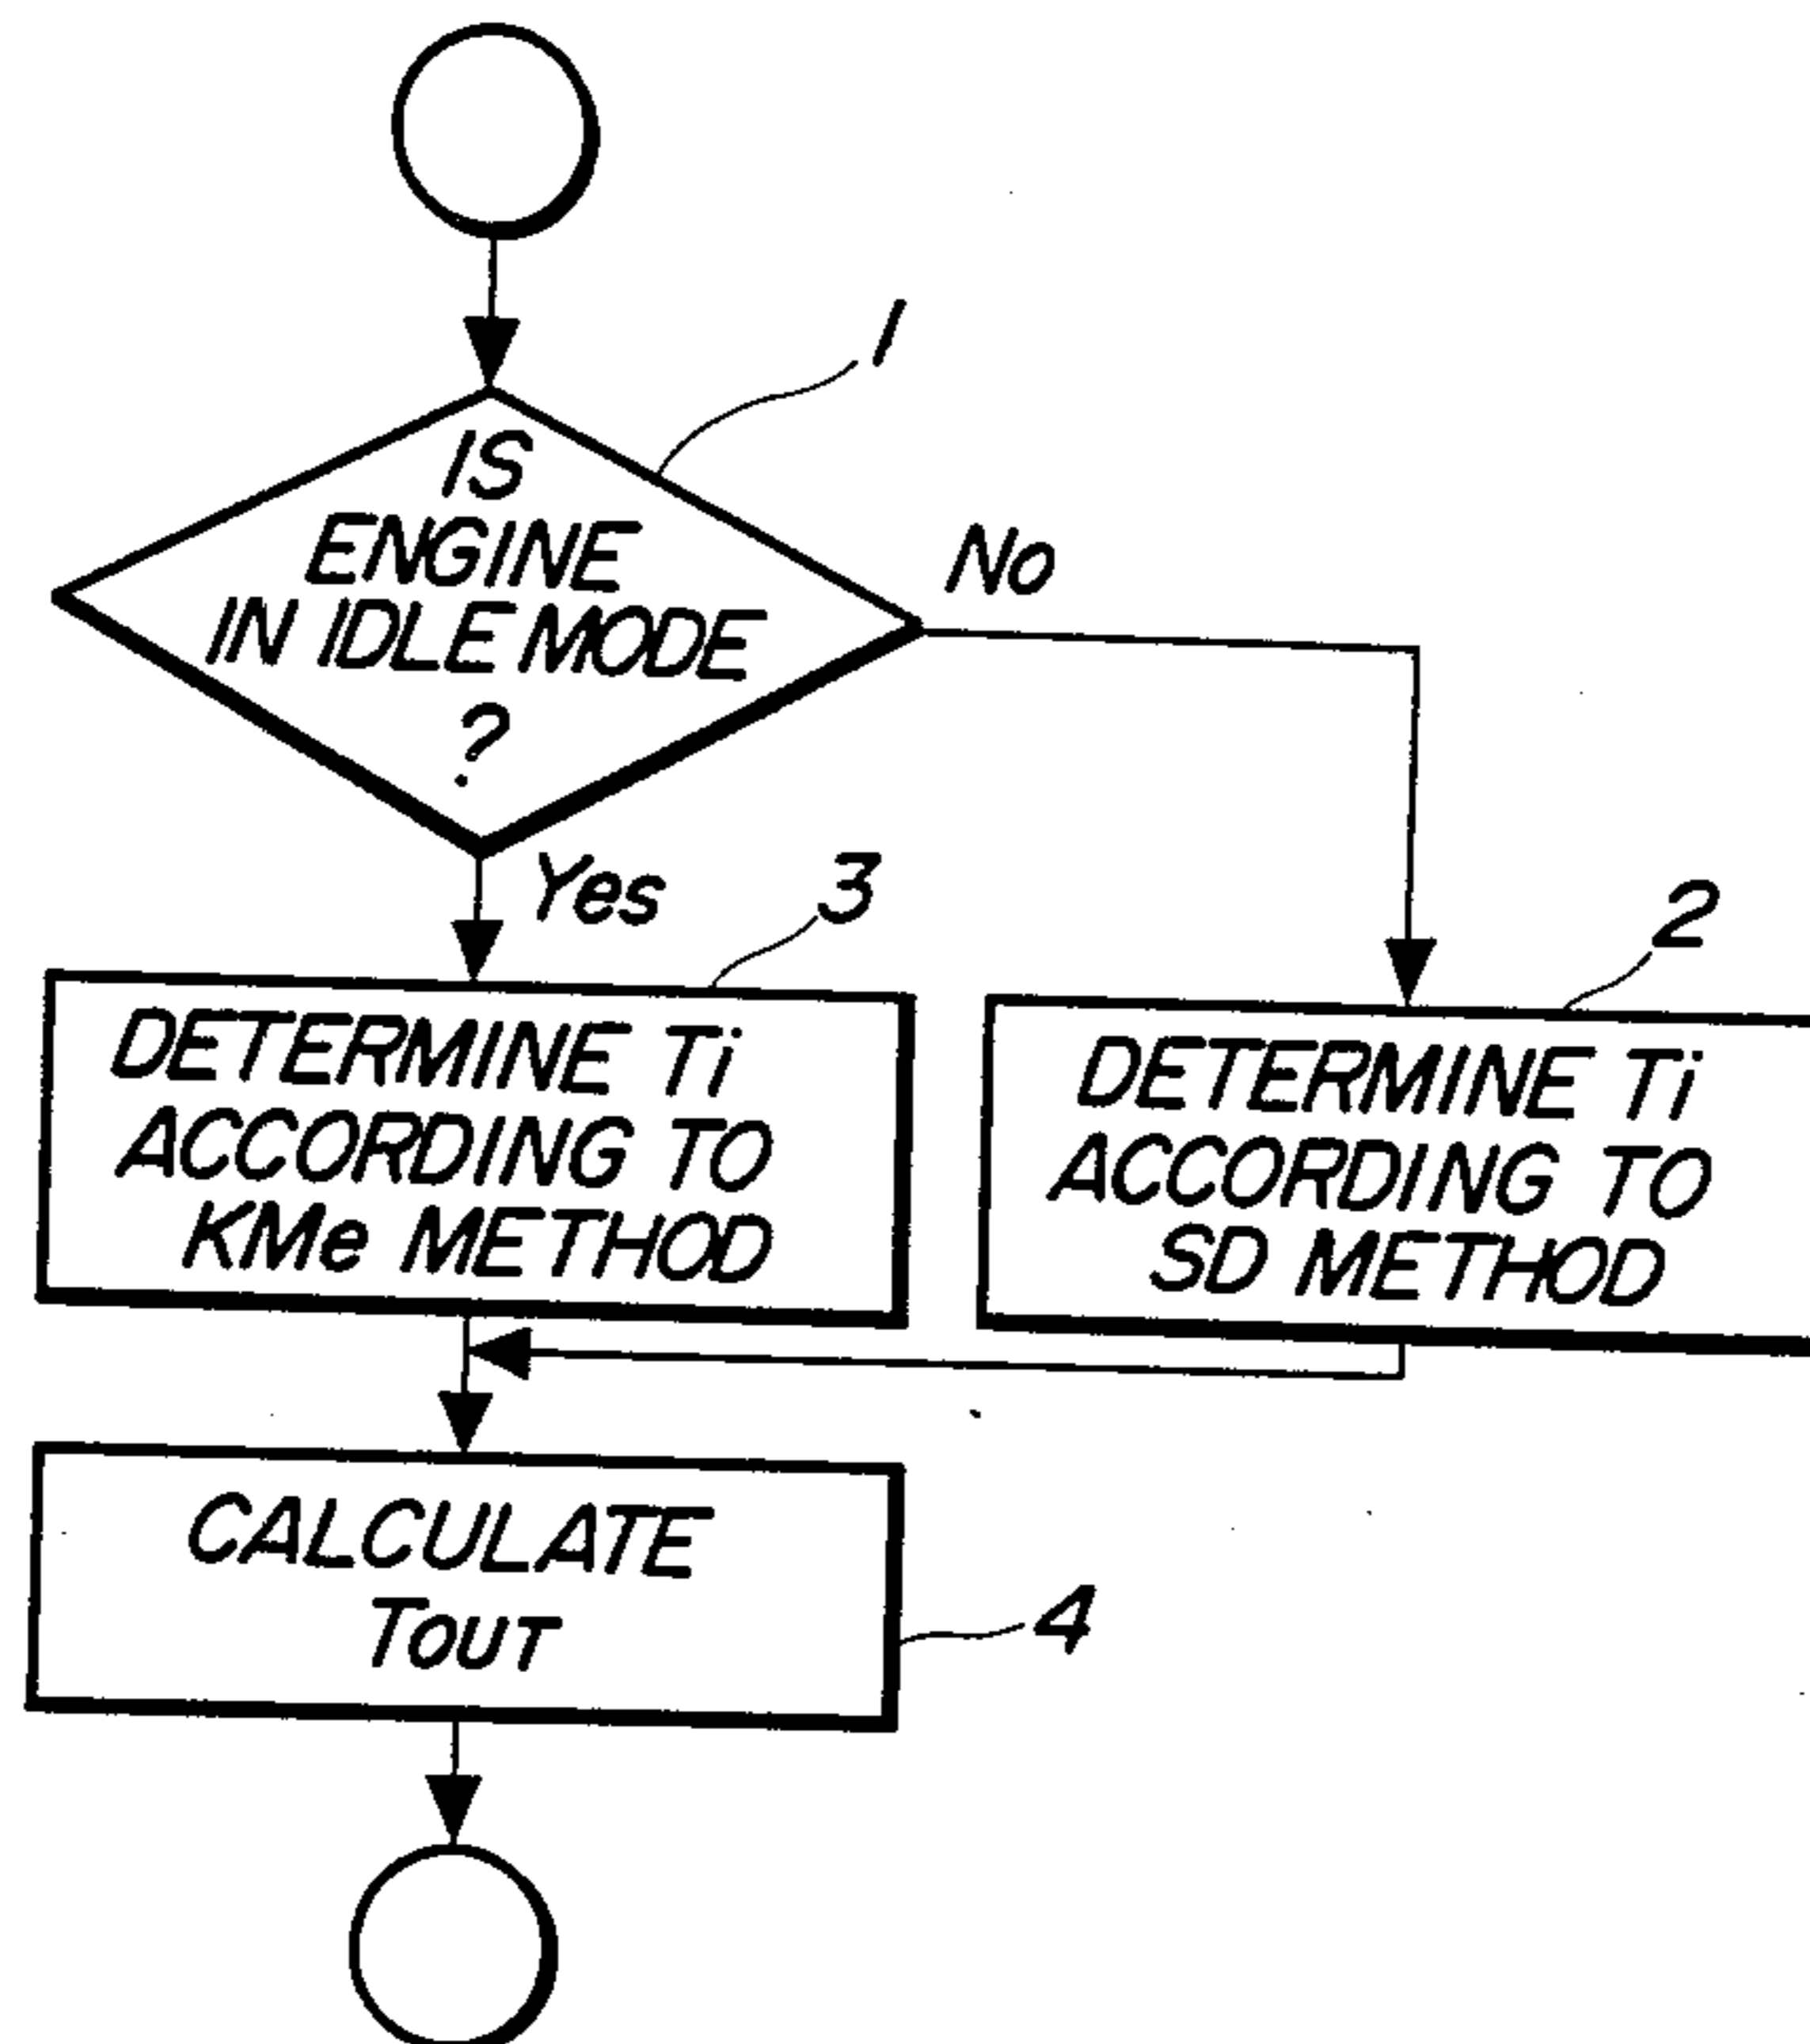 1
IS
ENGINE
IN IDLE MODE
?
No
Yes
3
DETERMINE Ti
ACCORDING TO
KMe METHOD
2
DETERMINE Ti
ACCORDING TO
SD METHOD
CALCULATE
TOUT
4